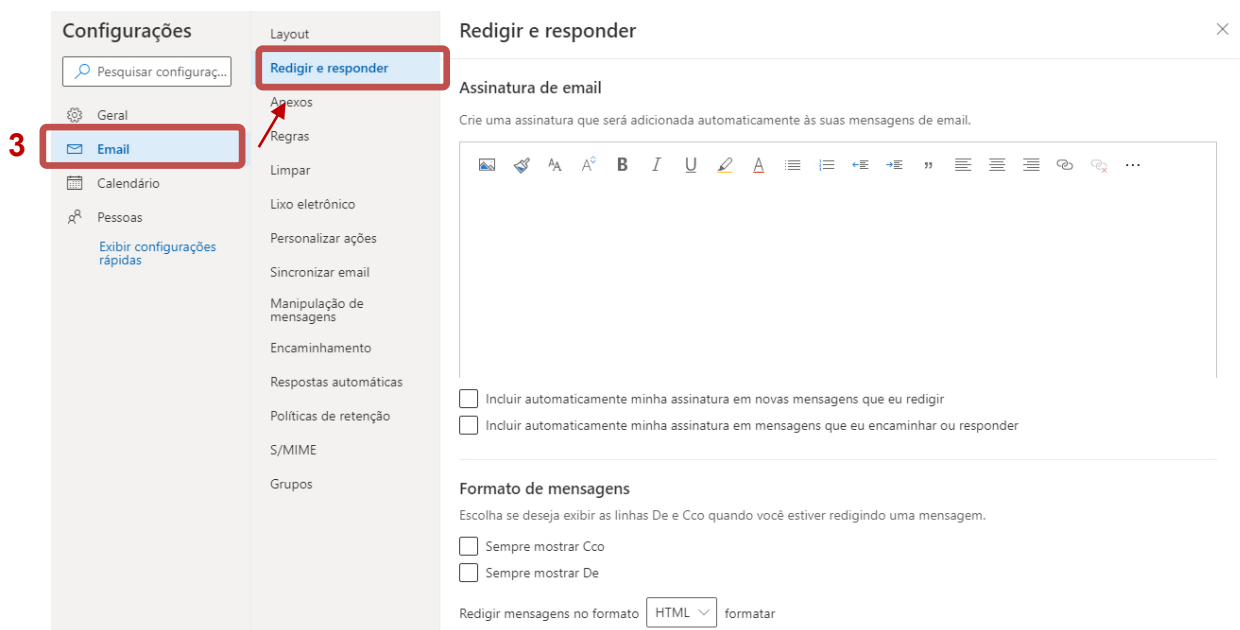 Configurações
Pesquisar configuraç...
3
Geral
Email
Calendário
Pessoas
Exibir configurações
rápidas
Layout
Redigir e responder
Anexos
Regras
Limpar
Lixo eletrônico
Personalizar ações
Sincronizar email
Manipulação de
mensagens
Encaminhamento
Respostas automáticas
Políticas de retenção
S/MIME
Grupos
Redigir e responder
Assinatura de email
Crie uma assinatura que será adicionada automaticamente às suas mensagens de email.
B I U A
Incluir automaticamente minha assinatura em novas mensagens que eu redigir
Incluir automaticamente minha assinatura em mensagens que eu encaminhar ou responder
Formato de mensagens
Escolha se deseja exibir as linhas De e Cco quando você estiver redigindo uma mensagem.
Sempre mostrar Cco
Sempre mostrar De
Redigir mensagens no formato HTML formatar